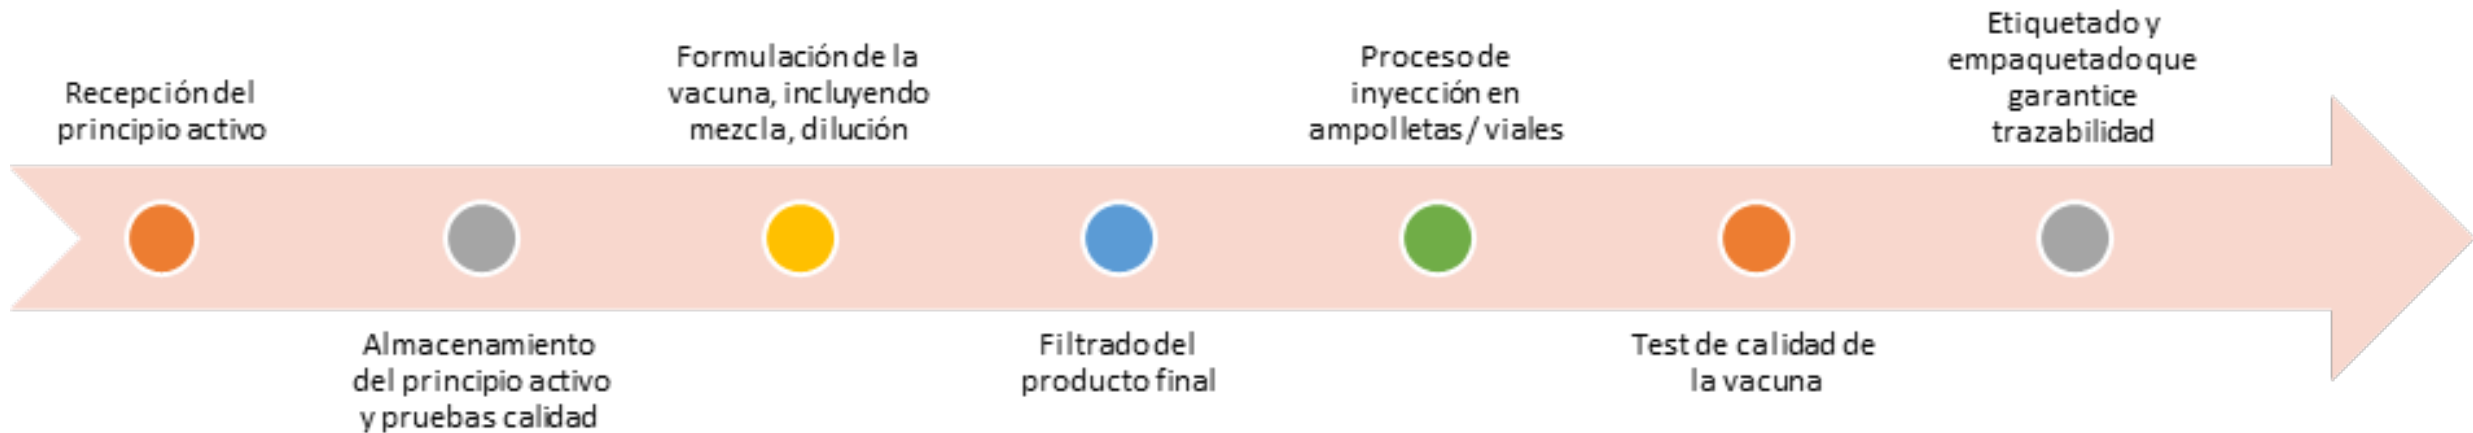 Recepción del
principio activo
Almacenamiento
del principio activo
y pruebas calidad
Formulación de la
vacuna, incluyendo
mezcla, dilución
Filtrado del
producto final
Proceso de
inyección en
ampolletas / viales
Test de calidad de
la vacuna
Etiquetado y
empaquetado que
garantice
trazabilidad